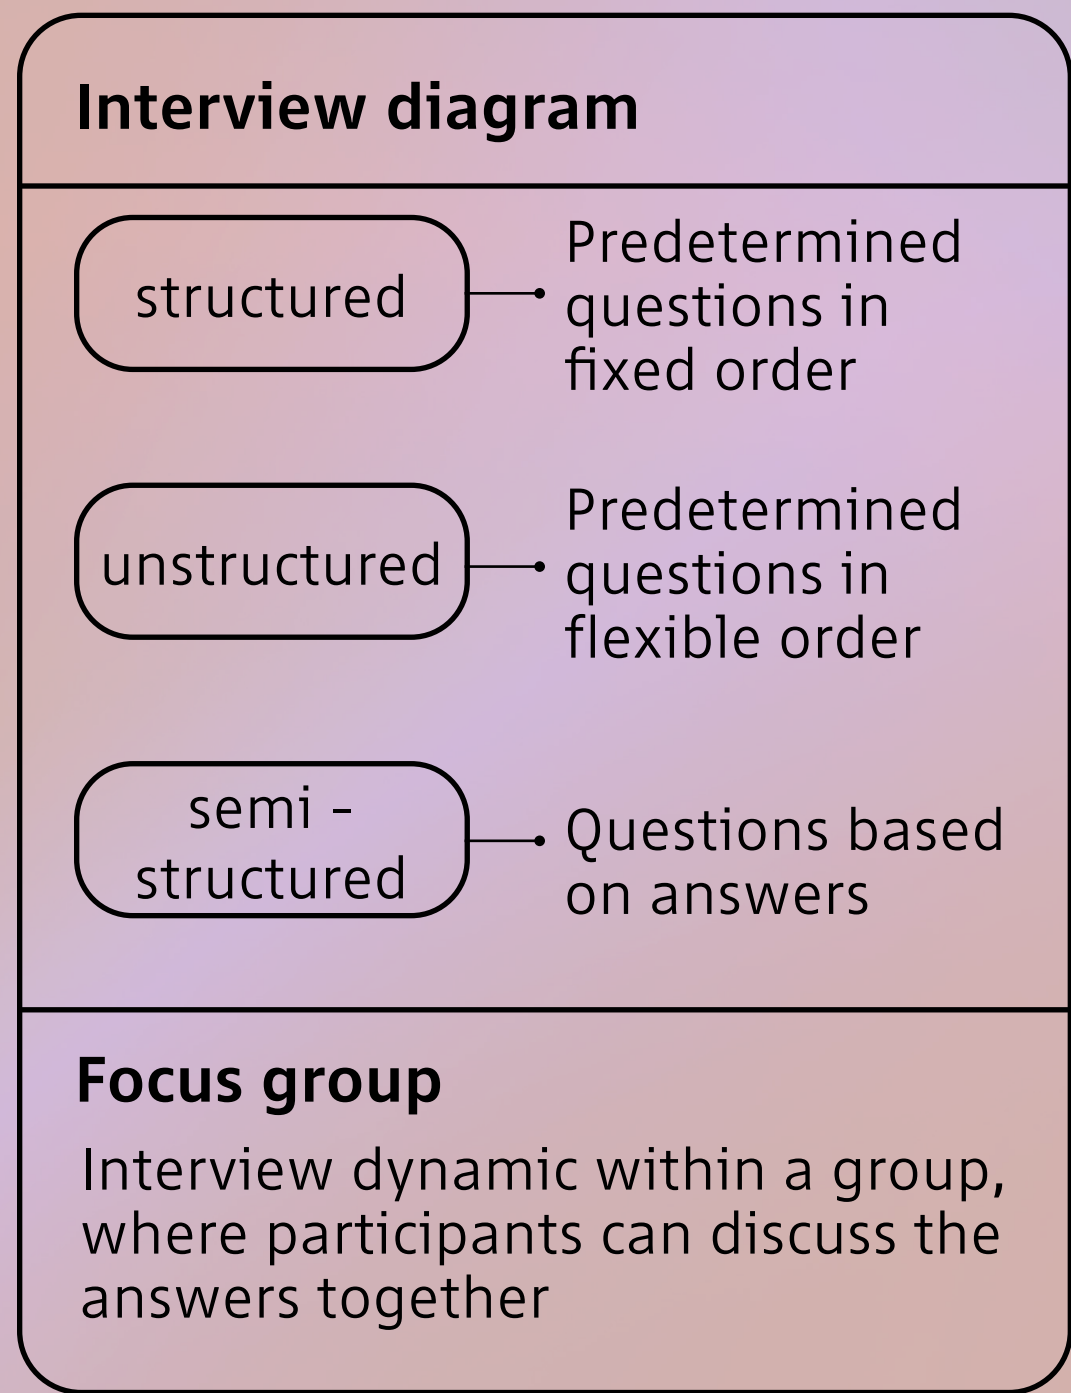 Interview diagram
structured
Predetermined
questions in
fixed order
unstructured
Predetermined
questions in
flexible order
semi -
structured
Questions based
on answers
Focus group
Interview dynamic within a group,
where participants can discuss the
answers together